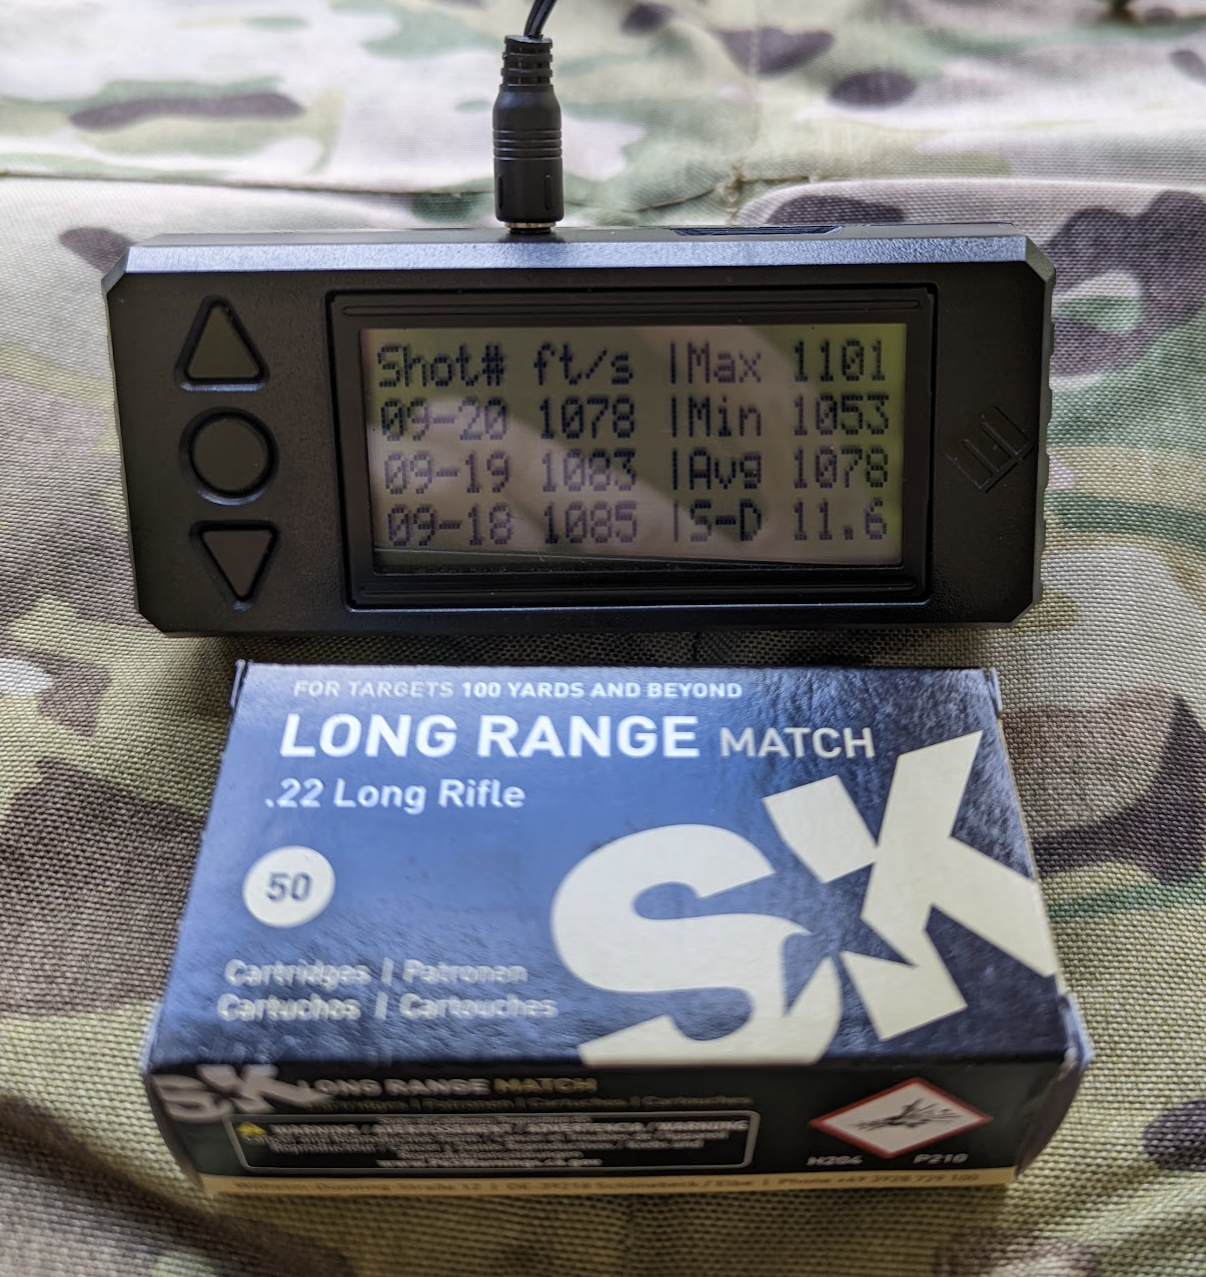 Shot# ft/s |Max 1101
09-20 1078 |Min 1053
09-19 1083 |Avg 1078
09-18 1085 |S-D 11.6
FOR TARGETS 100 YARDS AND BEYOND
LONG RANGE MATCH
.22 Long Rifle
SK
50
Cartridges | Patronen
Cartuchos | Cartouches
SK LONG RANGE MATCH
H204 P210